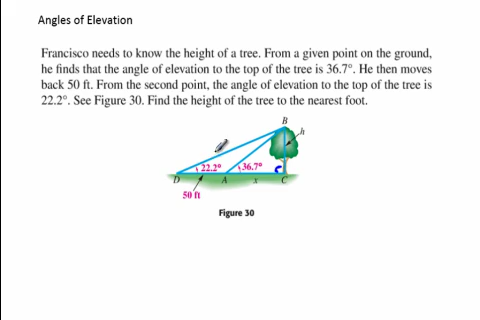 Angles of Elevation
Francisco needs to know the height of a tree. From a given point on the ground,
he finds that the angle of elevation to the top of the tree is 36.7°. He then moves
back 50 ft. From the second point, the angle of elevation to the top of the tree is
22.2°. See Figure 30. Find the height of the tree to the nearest foot.
B
h
22.2° 36.7°
D A x C
50 ft
Figure 30